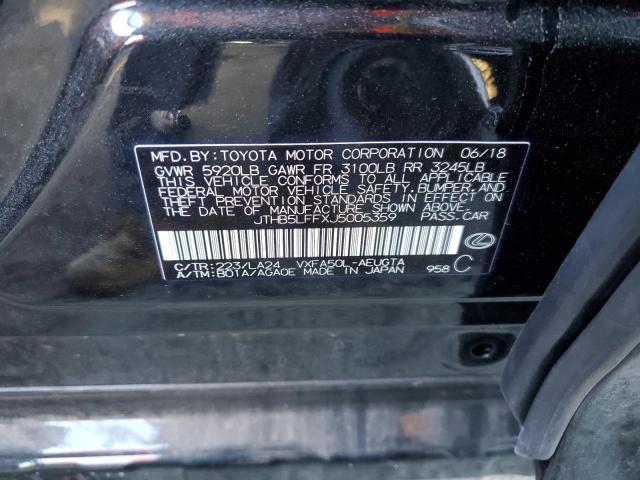 MFD.BY:TOYOTA MOTOR CORPORATION 06/18
GVWR 5920LB GAWR FR 3100LB RR 3245LB
THIS VEHICLE CONFORMS TO ALL APPLICABLE
FEDERAL MOTOR VEHICLE SAFETY, BUMPER, AND
THEFT PREVENTION STANDARDS IN EFFECT ON
THE DATE OF MANUFACTURE SHOWN ABOVE.
JTHB5LFFXJ5005359 PASS.CAR
C/TR:223/LA24 VXFA50L-AEUGTA
A/TM:B01A/AGA0E MADE IN JAPAN 958 C